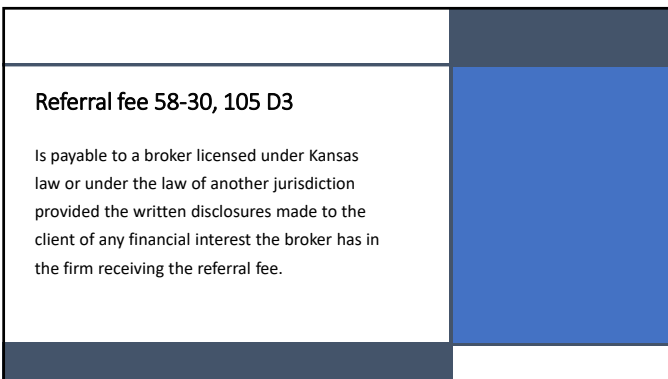 Referral fee 58-30, 105 D3
Is payable to a broker licensed under Kansas
law or under the law of another jurisdiction
provided the written disclosures made to the
client of any financial interest the broker has in
the firm receiving the referral fee.